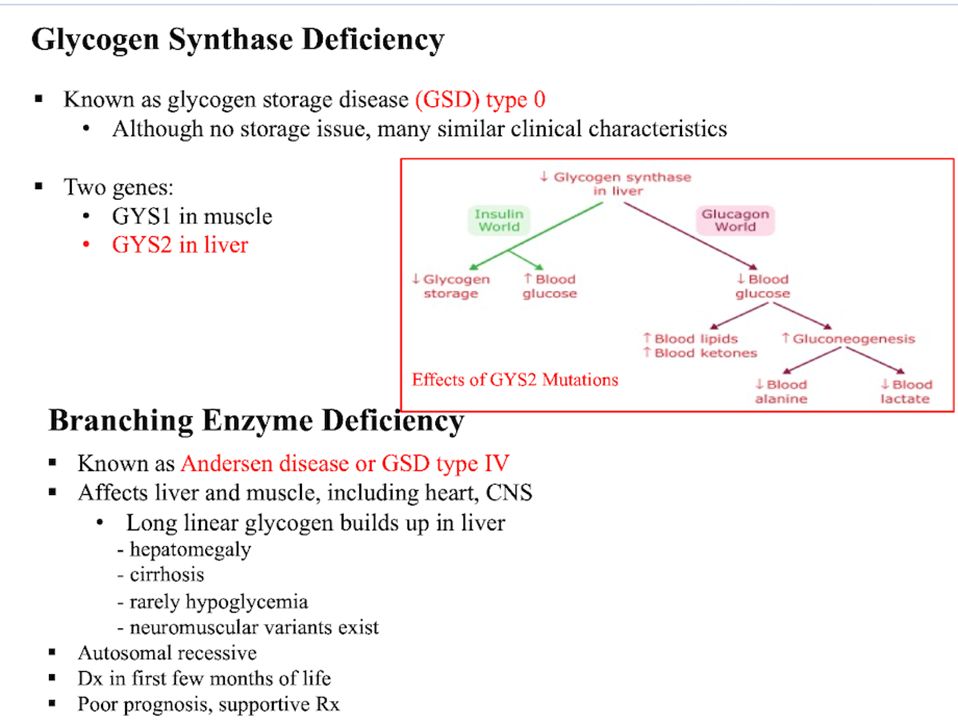 Glycogen Synthase Deficiency
▪ Known as glycogen storage disease (GSD) type 0
• Although no storage issue, many similar clinical characteristics
▪ Two genes:
• GYS1 in muscle
• GYS2 in liver
↓ Glycogen synthase
in liver
Insulin
World
Glucagon
World
↓ Glycogen
storage
↑ Blood
glucose
↓ Blood
glucose
↑ Blood lipids
↑ Blood ketones
↑ Gluconeogenesis
↓ Blood
alanine
↓ Blood
lactate
Effects of GYS2 Mutations
Branching Enzyme Deficiency
▪ Known as Andersen disease or GSD type IV
▪ Affects liver and muscle, including heart, CNS
• Long linear glycogen builds up in liver
- hepatomegaly
- cirrhosis
- rarely hypoglycemia
- neuromuscular variants exist
▪ Autosomal recessive
▪ Dx in first few months of life
▪ Poor prognosis, supportive Rx